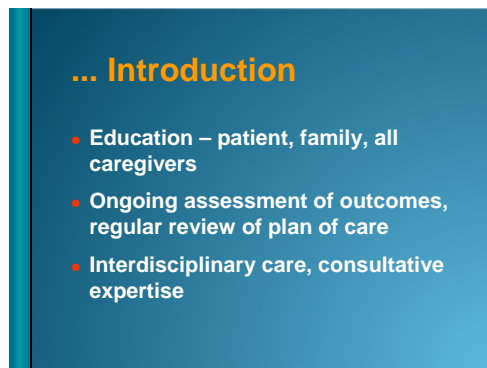 ... Introduction
• Education – patient, family, all
caregivers
• Ongoing assessment of outcomes,
regular review of plan of care
• Interdisciplinary care, consultative
expertise